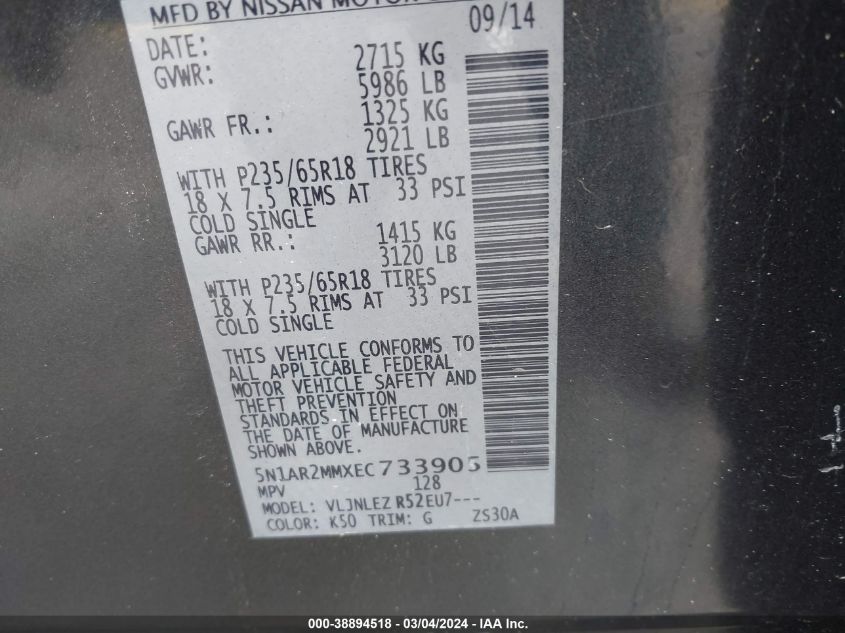 MFD BY NISSAN MOTOR
DATE: 09/14
GVWR: 2715 KG
5986 LB
GAWR FR.: 1325 KG
2921 LB
WITH P235/65R18 TIRES
18 X 7.5 RIMS AT 33 PSI
COLD SINGLE
GAWR RR.: 1415 KG
3120 LB
WITH P235/65R18 TIRES
18 X 7.5 RIMS AT 33 PSI
COLD SINGLE
THIS VEHICLE CONFORMS TO
ALL APPLICABLE FEDERAL
MOTOR VEHICLE SAFETY AND
THEFT PREVENTION
STANDARDS IN EFFECT ON
THE DATE OF MANUFACTURE
SHOWN ABOVE.
5N1AR2MMXEC733905
MPV 128
MODEL: VLJNLEZ R52EU7---
COLOR: K50 TRIM: G ZS30A
000-38894518 - 03/04/2024 - IAA Inc.